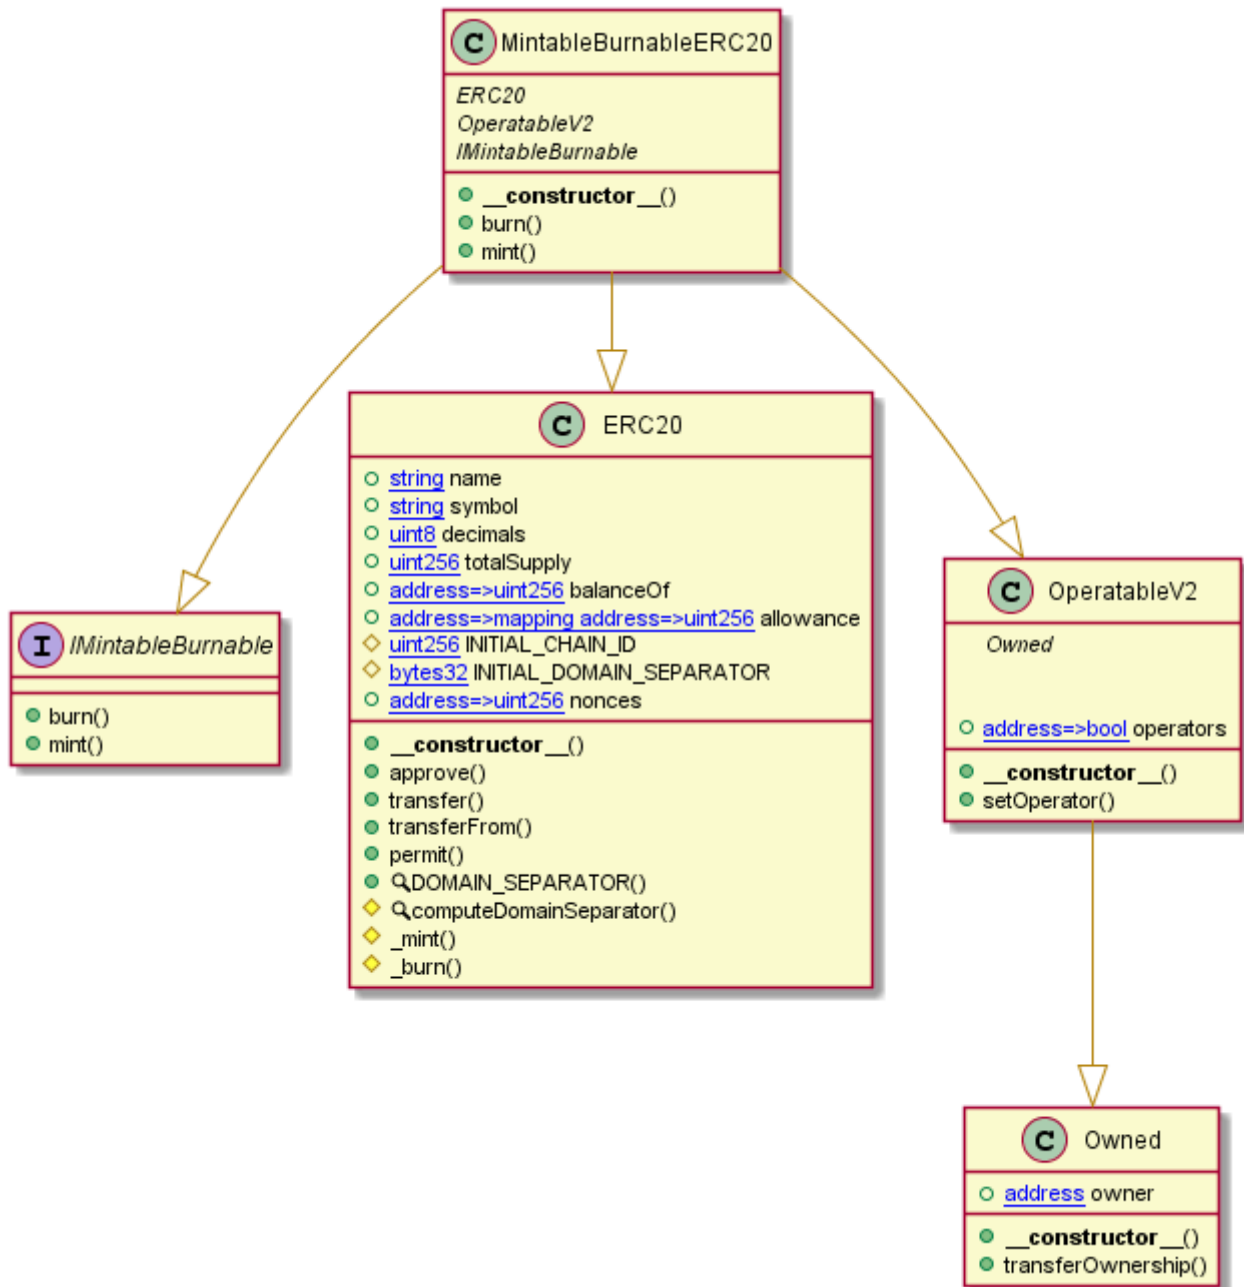 C MintableBurnableERC20
ERC20
OperatableV2
IMintableBurnable
__constructor__()
burn()
mint()
C ERC20
string name
string symbol
uint8 decimals
uint256 totalSupply
address=>uint256 balanceOf
address=>mapping address=>uint256 allowance
uint256 INITIAL_CHAIN_ID
bytes32 INITIAL_DOMAIN_SEPARATOR
address=>uint256 nonces
__constructor__()
approve()
transfer()
transferFrom()
permit()
DOMAIN_SEPARATOR()
computeDomainSeparator()
_mint()
_burn()
I IMintableBurnable
burn()
mint()
C OperatableV2
Owned
address=>bool operators
__constructor__()
setOperator()
C Owned
address owner
__constructor__()
transferOwnership()